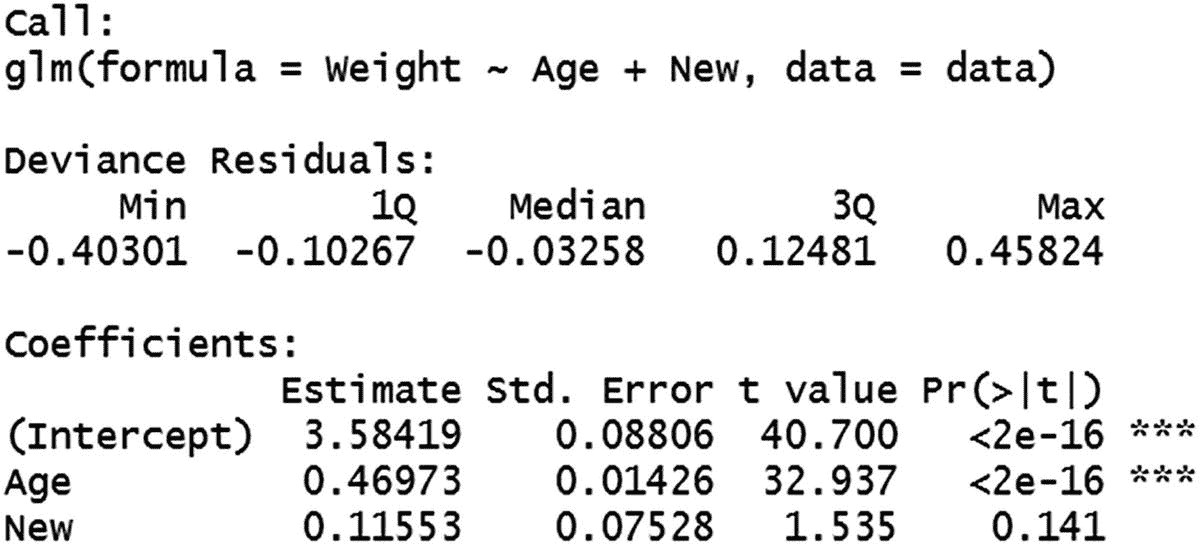 Call:
glm(formula = Weight ~ Age + New, data = data)
Deviance Residuals:
Min 1Q Median 3Q Max
-0.40301 -0.10267 -0.03258 0.12481 0.45824
Coefficients:
Estimate Std. Error t value Pr(>|t|)
(Intercept) 3.58419 0.08806 40.700 <2e-16 ***
Age 0.46973 0.01426 32.937 <2e-16 ***
New 0.11553 0.07528 1.535 0.141